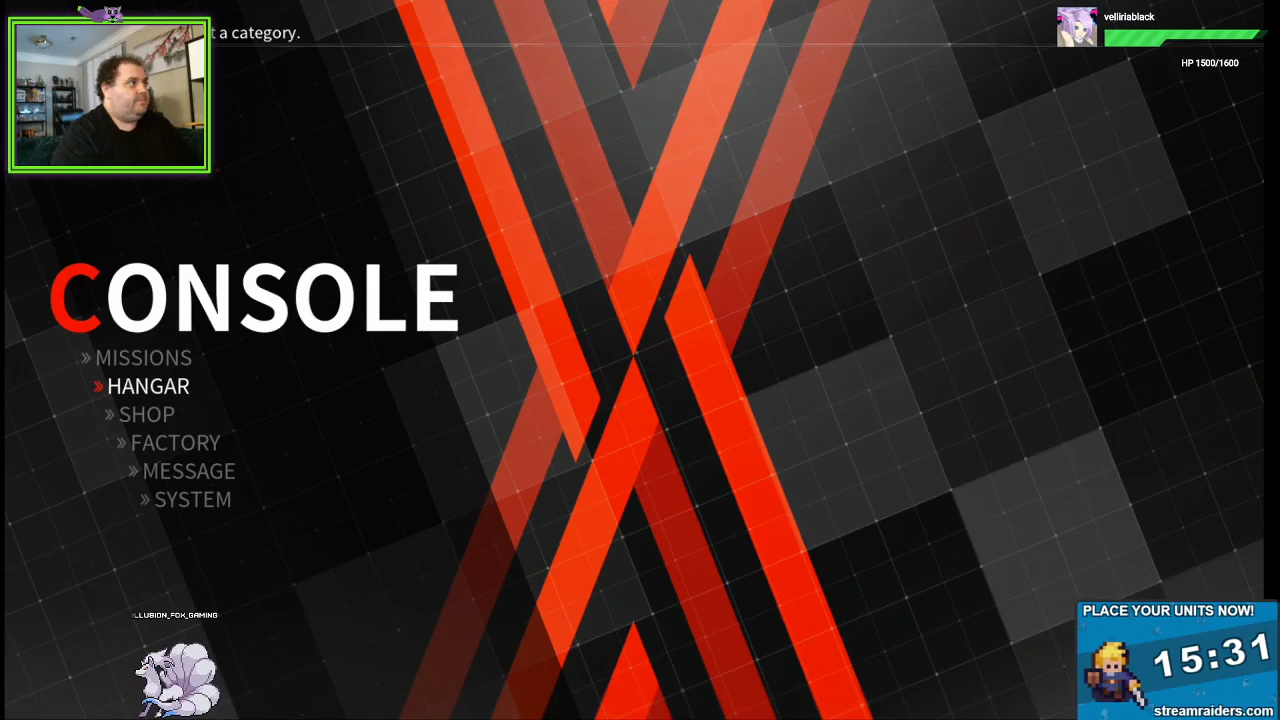 t a category.
velliriablack
HP 1500/1600
CONSOLE
» MISSIONS
» HANGAR
» SHOP
» FACTORY
» MESSAGE
» SYSTEM
ILLUSION_FOX_GAMING
PLACE YOUR UNITS NOW!
15:31
streamraiders.com